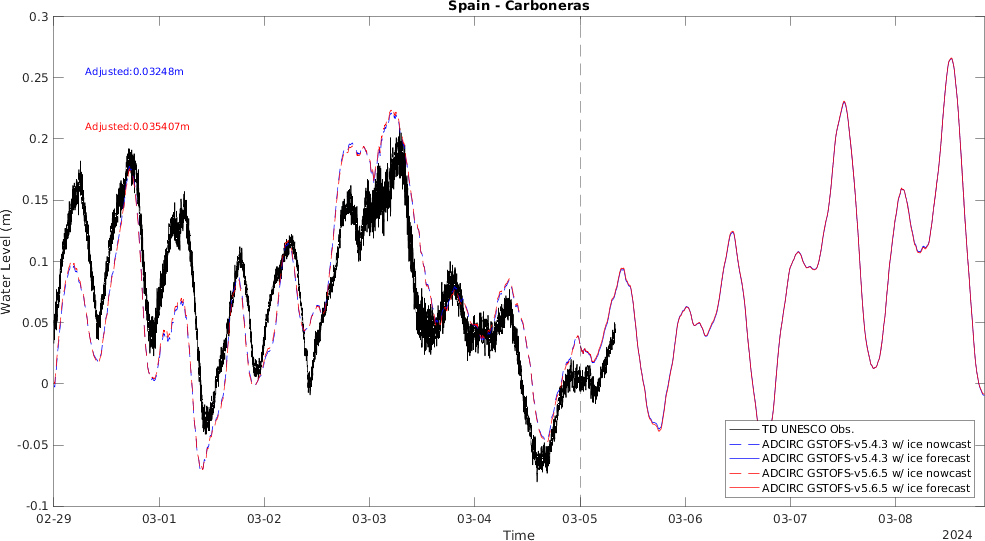 Spain - Carboneras
0.3
0.25
0.2
0.15
0.1
0.05
0
-0.05
-0.1
Water Level (m)
Adjusted:0.03248m
Adjusted:0.035407m
TD UNESCO Obs.
ADCIRC GSTOFS-v5.4.3 w/ ice nowcast
ADCIRC GSTOFS-v5.4.3 w/ ice forecast
ADCIRC GSTOFS-v5.6.5 w/ ice nowcast
ADCIRC GSTOFS-v5.6.5 w/ ice forecast
02-29 03-01 03-02 03-03 03-04 03-05 03-06 03-07 03-08
Time
2024